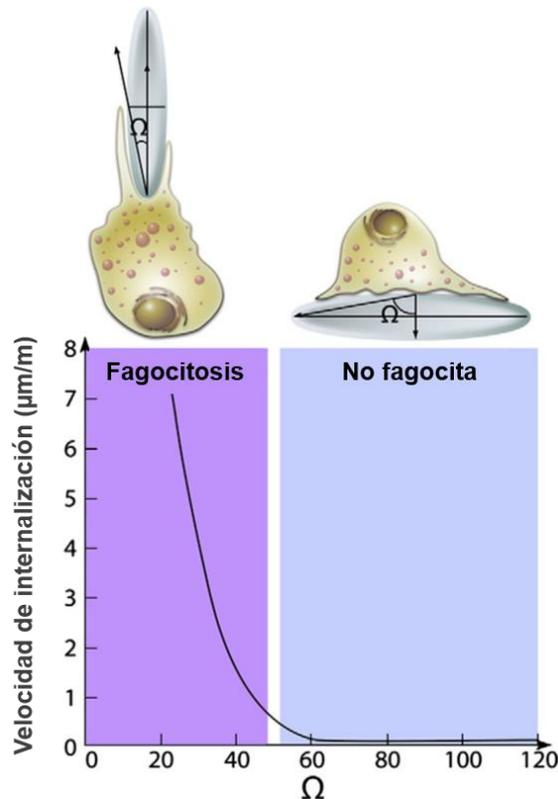 Ω
Ω
Fagocitosis
No fagocita
Velocidad de internalización (µm/m)
8
7
6
5
4
3
2
1
0
0
20
40
60
80
100
120
Ω